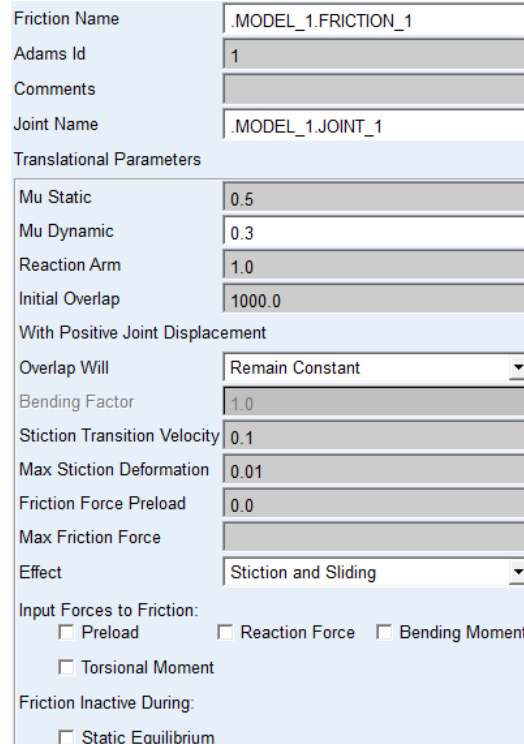 Friction Name .MODEL_1.FRICTION_1
Adams Id 1
Comments
Joint Name .MODEL_1.JOINT_1
Translational Parameters
Mu Static 0.5
Mu Dynamic 0.3
Reaction Arm 1.0
Initial Overlap 1000.0
With Positive Joint Displacement
Overlap Will Remain Constant
Bending Factor 1.0
Stiction Transition Velocity 0.1
Max Stiction Deformation 0.01
Friction Force Preload 0.0
Max Friction Force
Effect Stiction and Sliding
Input Forces to Friction:
Preload Reaction Force Bending Moment
Torsional Moment
Friction Inactive During:
Static Equilibrium